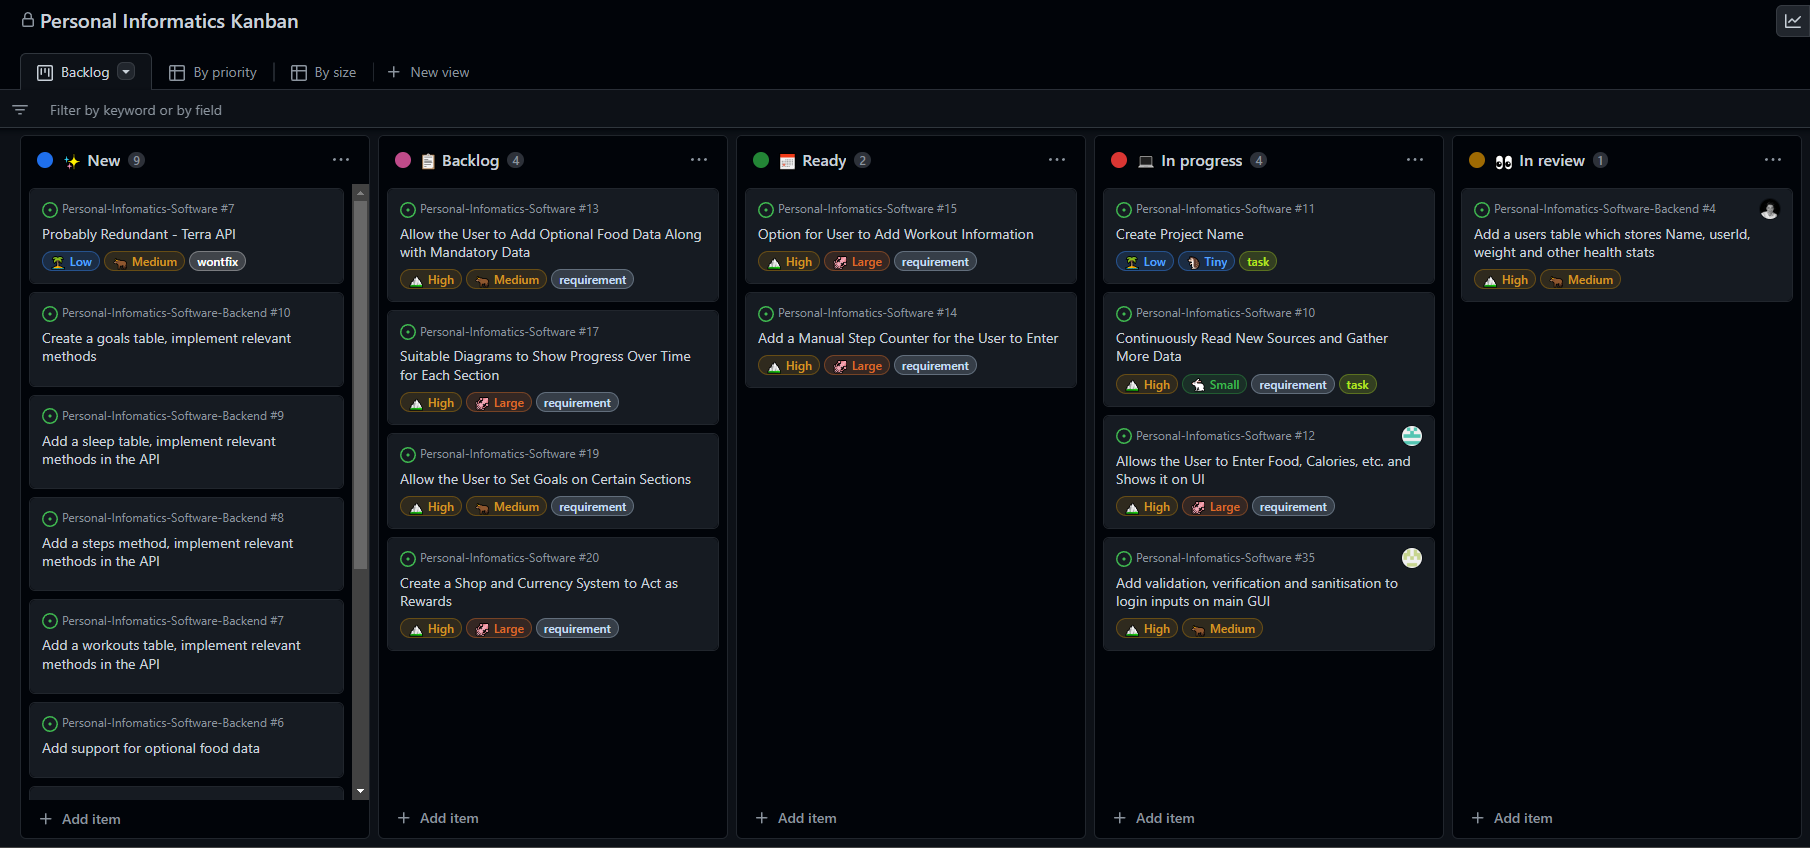 Personal Informatics Kanban
Backlog
By priority
By size
New view
Filter by keyword or by field
New 9
Personal-Infomatics-Software #7
Probably Redundant - Terra API
Low Medium wontfix
Personal-Infomatics-Software-Backend #10
Create a goals table, implement relevant
methods
Personal-Infomatics-Software-Backend #9
Add a sleep table, implement relevant
methods in the API
Personal-Infomatics-Software-Backend #8
Add a steps method, implement relevant
methods in the API
Personal-Infomatics-Software-Backend #7
Add a workouts table, implement relevant
methods in the API
Personal-Infomatics-Software-Backend #6
Add support for optional food data
Add item
Backlog 4
Personal-Infomatics-Software #13
Allow the User to Add Optional Food Data Along
with Mandatory Data
High Medium requirement
Personal-Infomatics-Software #17
Suitable Diagrams to Show Progress Over Time
for Each Section
High Large requirement
Personal-Infomatics-Software #19
Allow the User to Set Goals on Certain Sections
High Medium requirement
Personal-Infomatics-Software #20
Create a Shop and Currency System to Act as
Rewards
High Large requirement
Add item
Ready 2
Personal-Infomatics-Software #15
Option for User to Add Workout Information
High Large requirement
Personal-Infomatics-Software #14
Add a Manual Step Counter for the User to Enter
High Large requirement
Add item
In progress 4
Personal-Infomatics-Software #11
Create Project Name
Low Tiny task
Personal-Infomatics-Software #10
Continuously Read New Sources and Gather
More Data
High Small requirement task
Personal-Infomatics-Software #12
Allows the User to Enter Food, Calories, etc. and
Shows it on UI
High Large requirement
Personal-Infomatics-Software #35
Add validation, verification and sanitisation to
login inputs on main GUI
High Medium
Add item
In review 1
Personal-Infomatics-Software-Backend #4
Add a users table which stores Name, userId,
weight and other health stats
High Medium
Add item